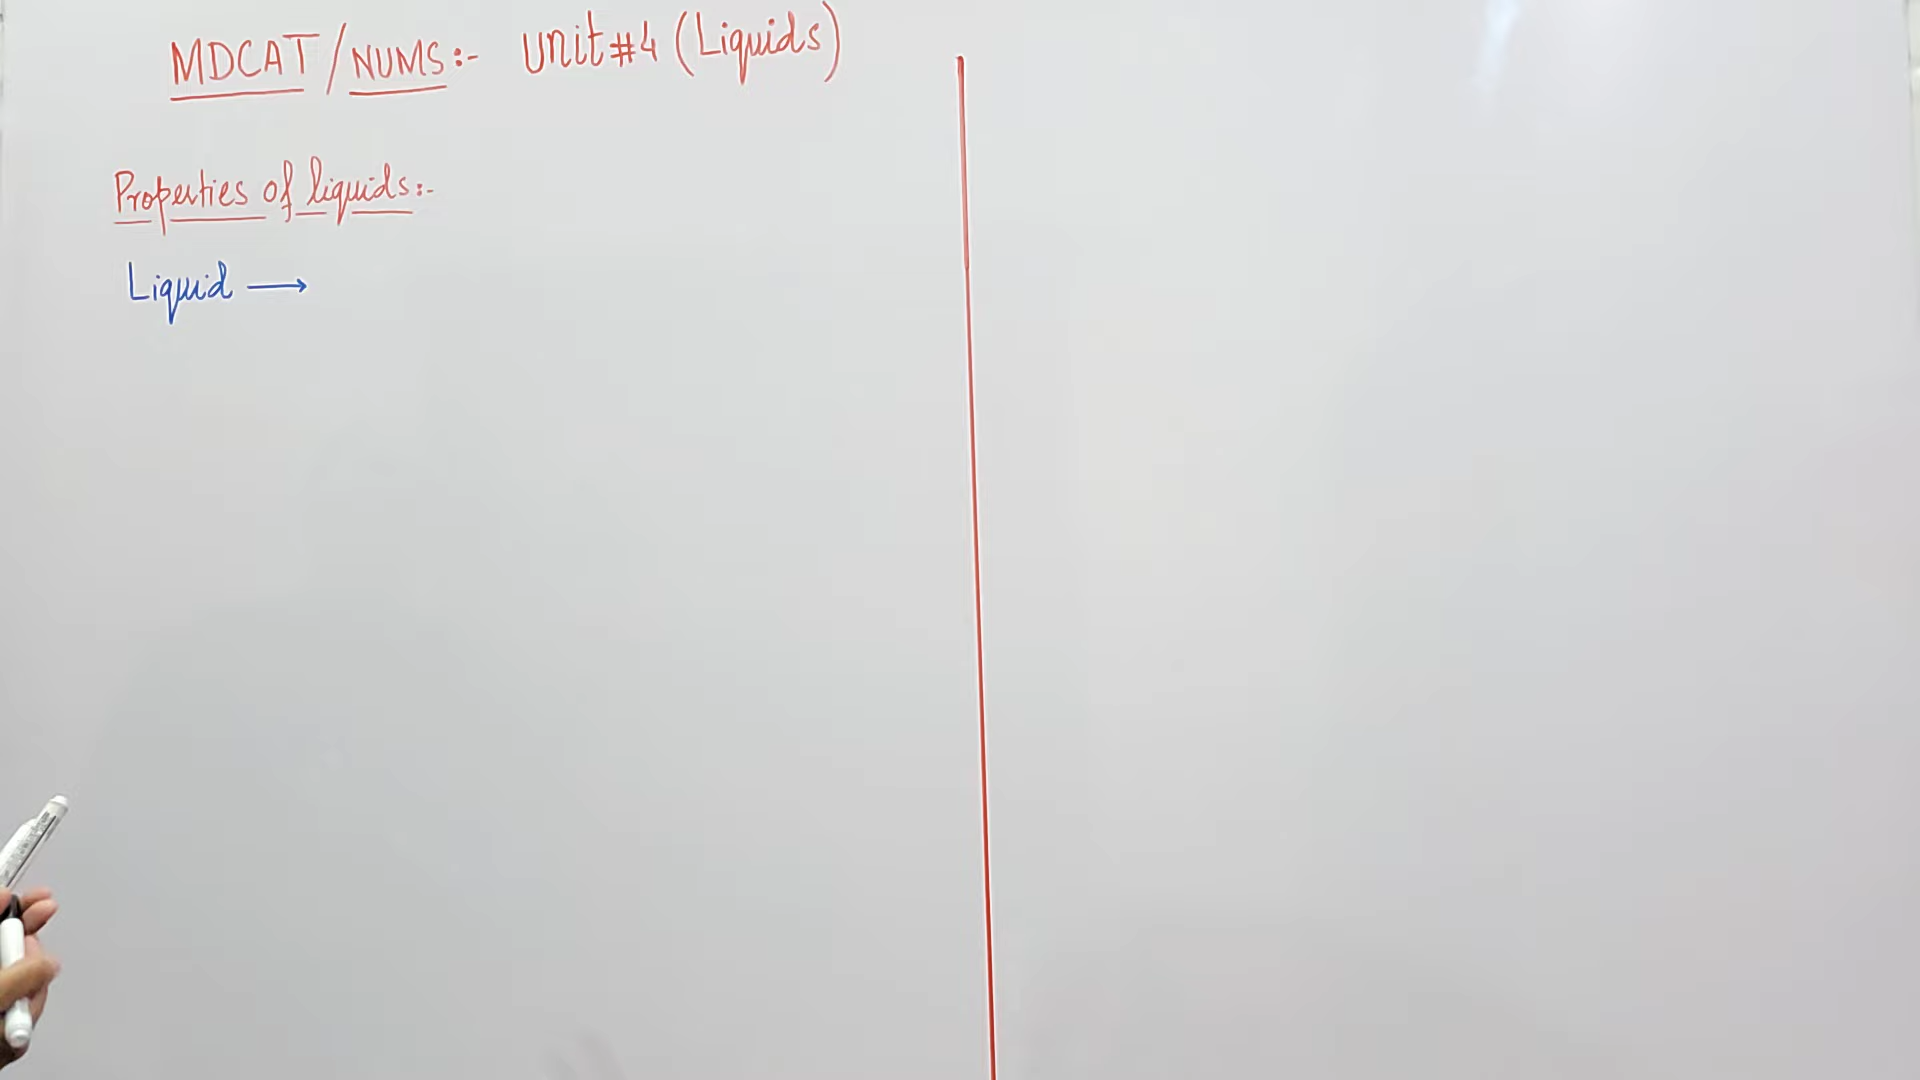 MDCAT/NUMS:- Unit#4 (Liquids)
Properties of liquids:-
Liquid →